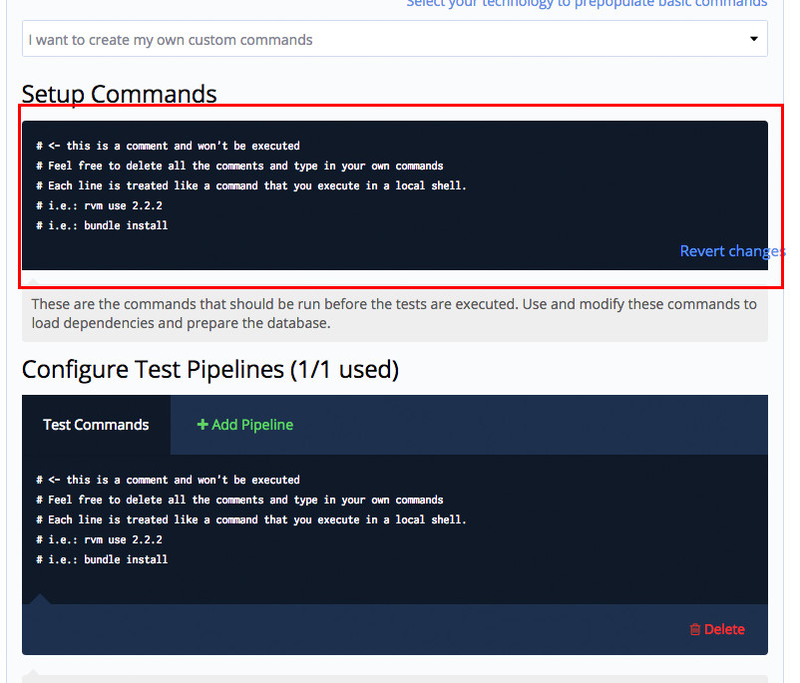 Select your technology to prepopulate basic commands
I want to create my own custom commands
Setup Commands
# <- this is a comment and won't be executed
# Feel free to delete all the comments and type in your own commands
# Each line is treated like a command that you execute in a local shell.
# i.e.: rvm use 2.2.2
# i.e.: bundle install
Revert changes
These are the commands that should be run before the tests are executed. Use and modify these commands to
load dependencies and prepare the database.
Configure Test Pipelines (1/1 used)
Test Commands
+ Add Pipeline
# <- this is a comment and won't be executed
# Feel free to delete all the comments and type in your own commands
# Each line is treated like a command that you execute in a local shell.
# i.e.: rvm use 2.2.2
# i.e.: bundle install
Delete